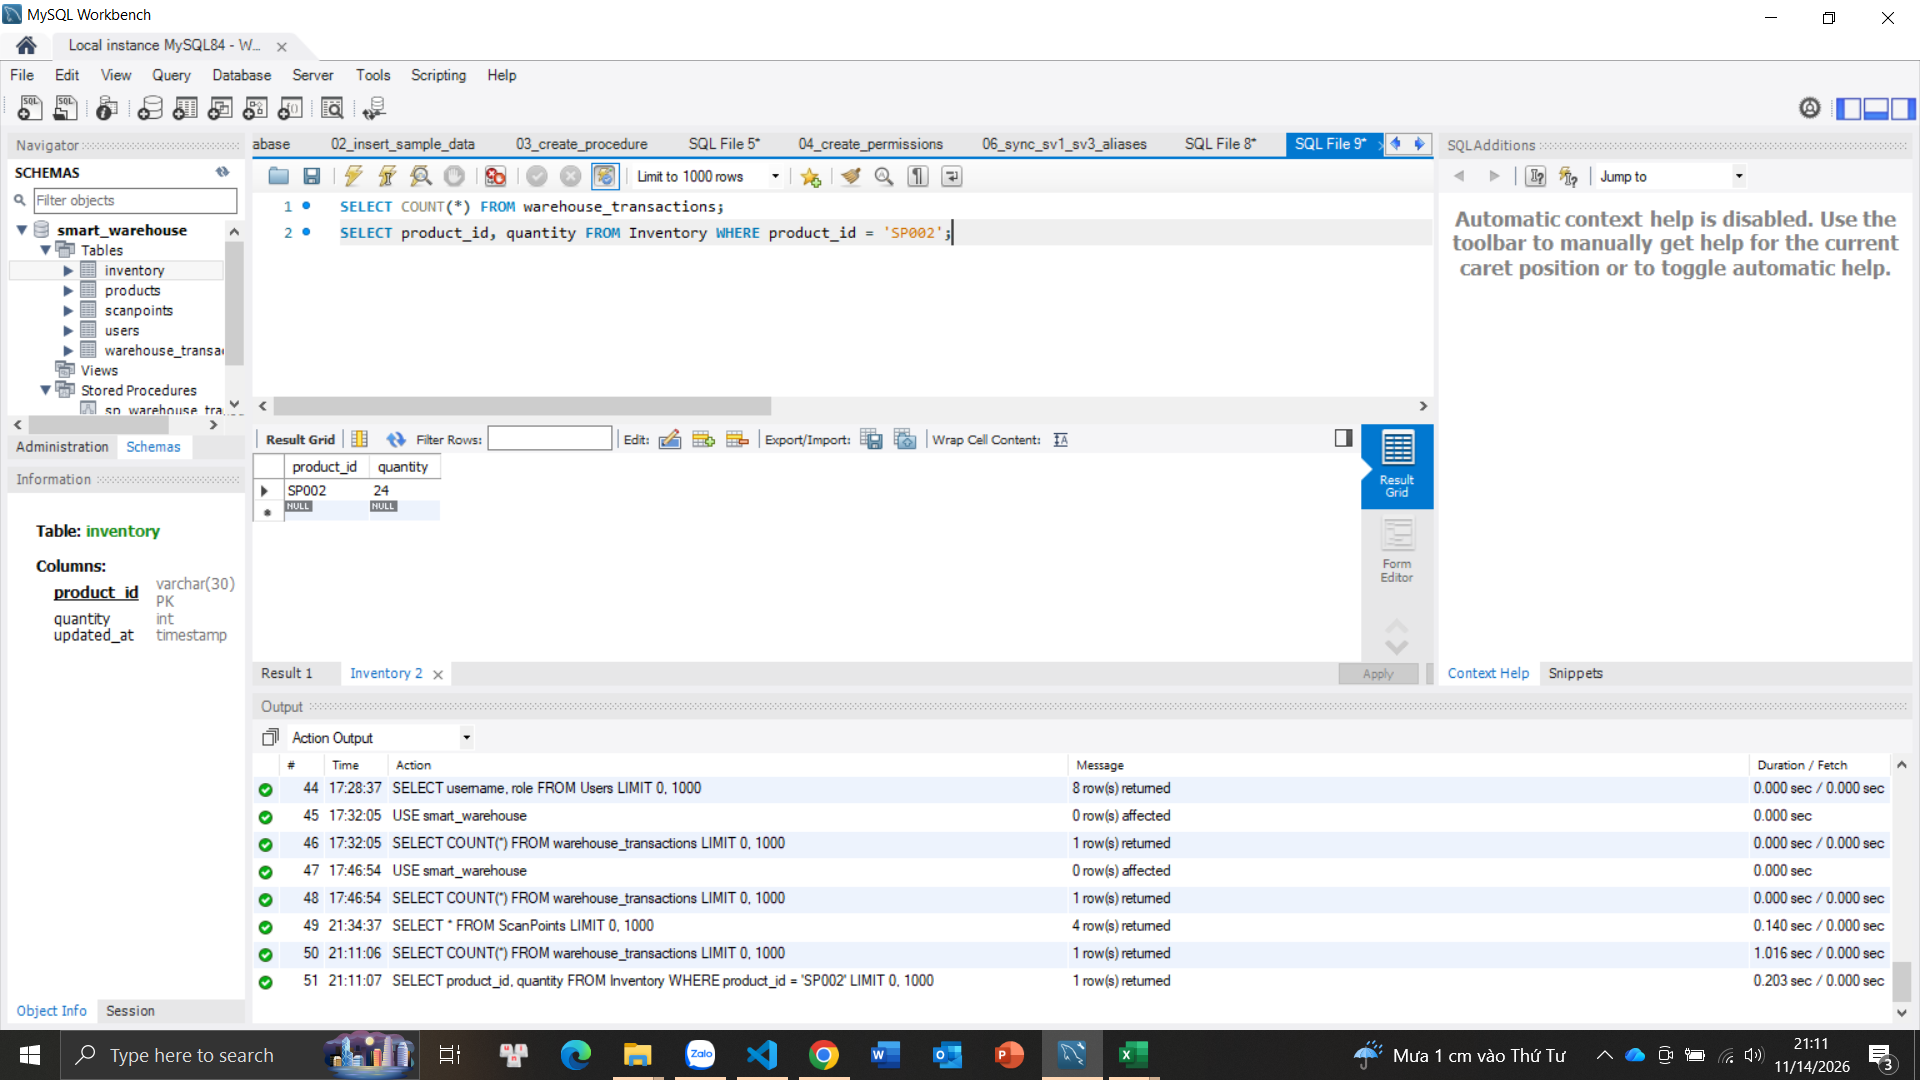 MySQL Workbench
Local instance MySQL84 - W...
File Edit View Query Database Server Tools Scripting Help
Navigator
SCHEMAS
Filter objects
smart_warehouse
Tables
inventory
products
scanpoints
users
warehouse_transa
Views
Stored Procedures
sp_warehouse_tra
Administration Schemas
Information
Table: inventory
Columns:
product_id varchar(30) PK
quantity int
updated_at timestamp
Object Info Session
abase 02_insert_sample_data 03_create_procedure SQL File 5* 04_create_permissions 06_sync_sv1_sv3_aliases SQL File 8* SQL File 9*
Limit to 1000 rows
1 SELECT COUNT(*) FROM warehouse_transactions;
2 SELECT product_id, quantity FROM Inventory WHERE product_id = 'SP002';
Result Grid Filter Rows: Edit: Export/Import: Wrap Cell Content:
product_id quantity
SP002 24
NULL NULL
Result Grid
Form Editor
Result 1 Inventory 2 Apply
SQLAdditions
Jump to
Automatic context help is disabled. Use the
toolbar to manually get help for the current
caret position or to toggle automatic help.
Context Help Snippets
Output
Action Output
# Time Action Message Duration / Fetch
44 17:28:37 SELECT username, role FROM Users LIMIT 0, 1000 8 row(s) returned 0.000 sec / 0.000 sec
45 17:32:05 USE smart_warehouse 0 row(s) affected 0.000 sec
46 17:32:05 SELECT COUNT(*) FROM warehouse_transactions LIMIT 0, 1000 1 row(s) returned 0.000 sec / 0.000 sec
47 17:46:54 USE smart_warehouse 0 row(s) affected 0.000 sec
48 17:46:54 SELECT COUNT(*) FROM warehouse_transactions LIMIT 0, 1000 1 row(s) returned 0.000 sec / 0.000 sec
49 21:34:37 SELECT * FROM ScanPoints LIMIT 0, 1000 4 row(s) returned 0.140 sec / 0.000 sec
50 21:11:06 SELECT COUNT(*) FROM warehouse_transactions LIMIT 0, 1000 1 row(s) returned 1.016 sec / 0.000 sec
51 21:11:07 SELECT product_id, quantity FROM Inventory WHERE product_id = 'SP002' LIMIT 0, 1000 1 row(s) returned 0.203 sec / 0.000 sec
Type here to search
Zalo
Mưa 1 cm vào Thứ Tư
21:11
11/14/2026
3